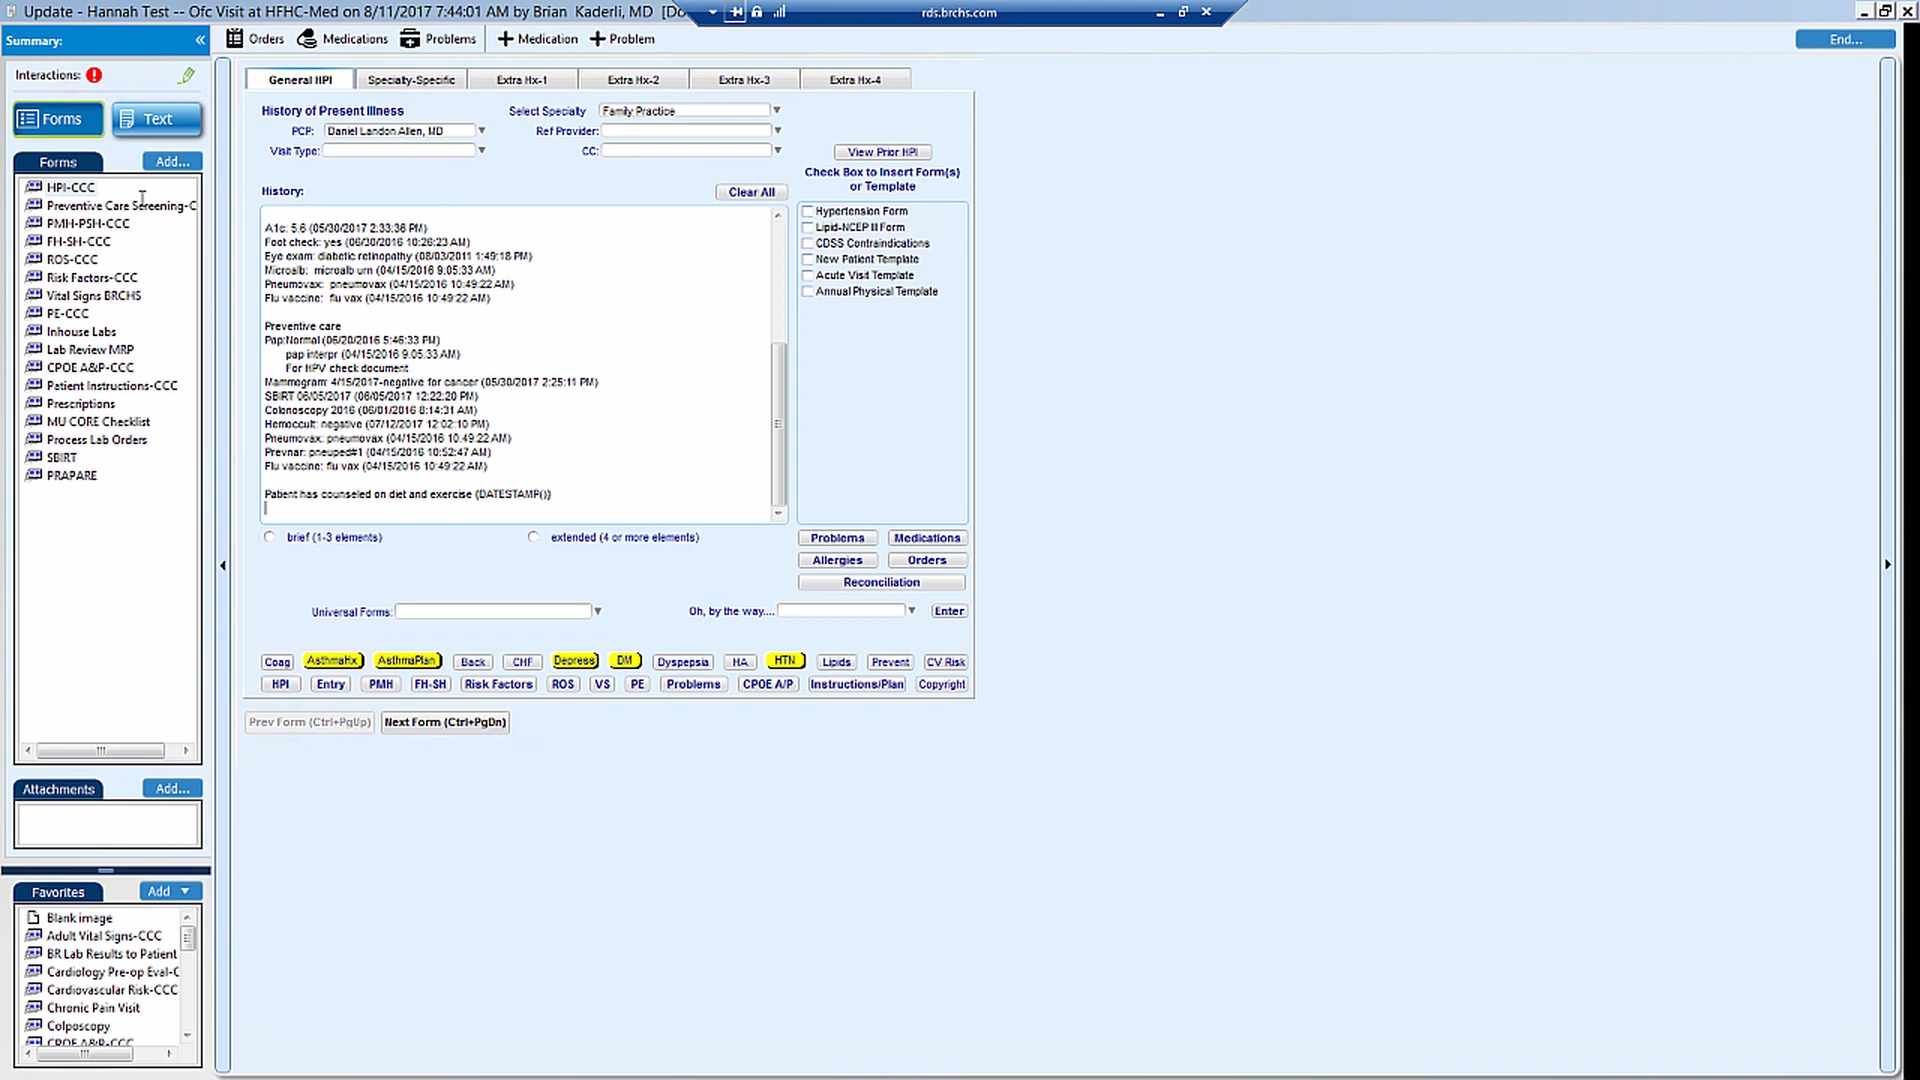 Update - Hannah Test -- Ofc Visit at HFHC-Med on 8/11/2017 7:44:01 AM by Brian Kaderli, MD [Do
rds.brchs.com
Summary:
Orders Medications Problems Medication Problem
End...
Interactions:
Forms Text
Forms Add...
HPI-CCC
Preventive Care Screening-C
PMH-PSH-CCC
FH-SH-CCC
ROS-CCC
Risk Factors-CCC
Vital Signs BRCHS
PE-CCC
Inhouse Labs
Lab Review MRP
CPOE A&P-CCC
Patient Instructions-CCC
Prescriptions
MU CORE Checklist
Process Lab Orders
SBIRT
PRAPARE
Attachments Add...
Favorites Add
Blank image
Adult Vital Signs-CCC
BR Lab Results to Patient
Cardiology Pre-op Eval-C
Cardiovascular Risk-CCC
Chronic Pain Visit
Colposcopy
CPOE A&P-CCC
General HPI Specialty-Specific Extra Hx-1 Extra Hx-2 Extra Hx-3 Extra Hx-4
History of Present Illness Select Specialty Family Practice
PCP: Daniel Landon Allen, MD Ref Provider:
Visit Type: CC: View Prior HPI
Check Box to Insert Form(s)
or Template
History: Clear All
A1c: 5.6 (05/30/2017 2:33:36 PM)
Foot check: yes (06/30/2016 10:26:23 AM)
Eye exam: diabetic retinopathy (08/03/2011 1:49:18 PM)
Microalb: microalb urn (04/15/2016 9:05:33 AM)
Pneumovax: pneumovax (04/15/2016 10:49:22 AM)
Flu vaccine: flu vax (04/15/2016 10:49:22 AM)
Preventive care
Pap:Normal (06/20/2016 5:46:33 PM)
pap interpr (04/15/2016 9:05:33 AM)
For HPV check document
Mammogram: 4/15/2017-negative for cancer (05/30/2017 2:25:11 PM)
SBIRT 06/05/2017 (06/05/2017 12:22:20 PM)
Colonoscopy 2016 (06/01/2016 8:14:31 AM)
Hemoccult: negative (07/12/2017 12:02:10 PM)
Pneumovax: pneumovax (04/15/2016 10:49:22 AM)
Prevnar: pneuped#1 (04/15/2016 10:52:47 AM)
Flu vaccine: flu vax (04/15/2016 10:49:22 AM)
Patient has counseled on diet and exercise (DATESTAMP())
Hypertension Form
Lipid-NCEP III Form
CDSS Contraindications
New Patient Template
Acute Visit Template
Annual Physical Template
brief (1-3 elements) extended (4 or more elements)
Problems Medications
Allergies Orders
Reconciliation
Universal Forms: Oh, by the way.... Enter
Coag AsthmaHx AsthmaPlan Back CHF Depress DM Dyspepsia HA HTN Lipids Prevent CV Risk
HPI Entry PMH FH-SH Risk Factors ROS VS PE Problems CPOE A/P Instructions/Plan Copyright
Prev Form (Ctrl+PgUp) Next Form (Ctrl+PgDn)